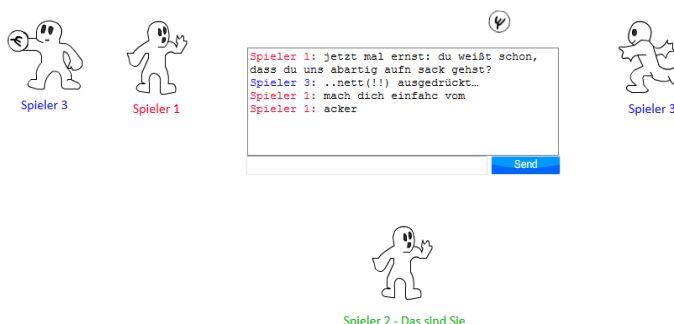 Spieler 1: jetzt mal ernst: du weißt schon,
dass du uns abartig aufn sack gehst?
Spieler 3: ..nett(!!) ausgedrückt…
Spieler 1: mach dich einfahc vom
Spieler 1: acker
Spieler 3
Spieler 1
Spieler 3
Send
Spieler 2 - Das sind Sie